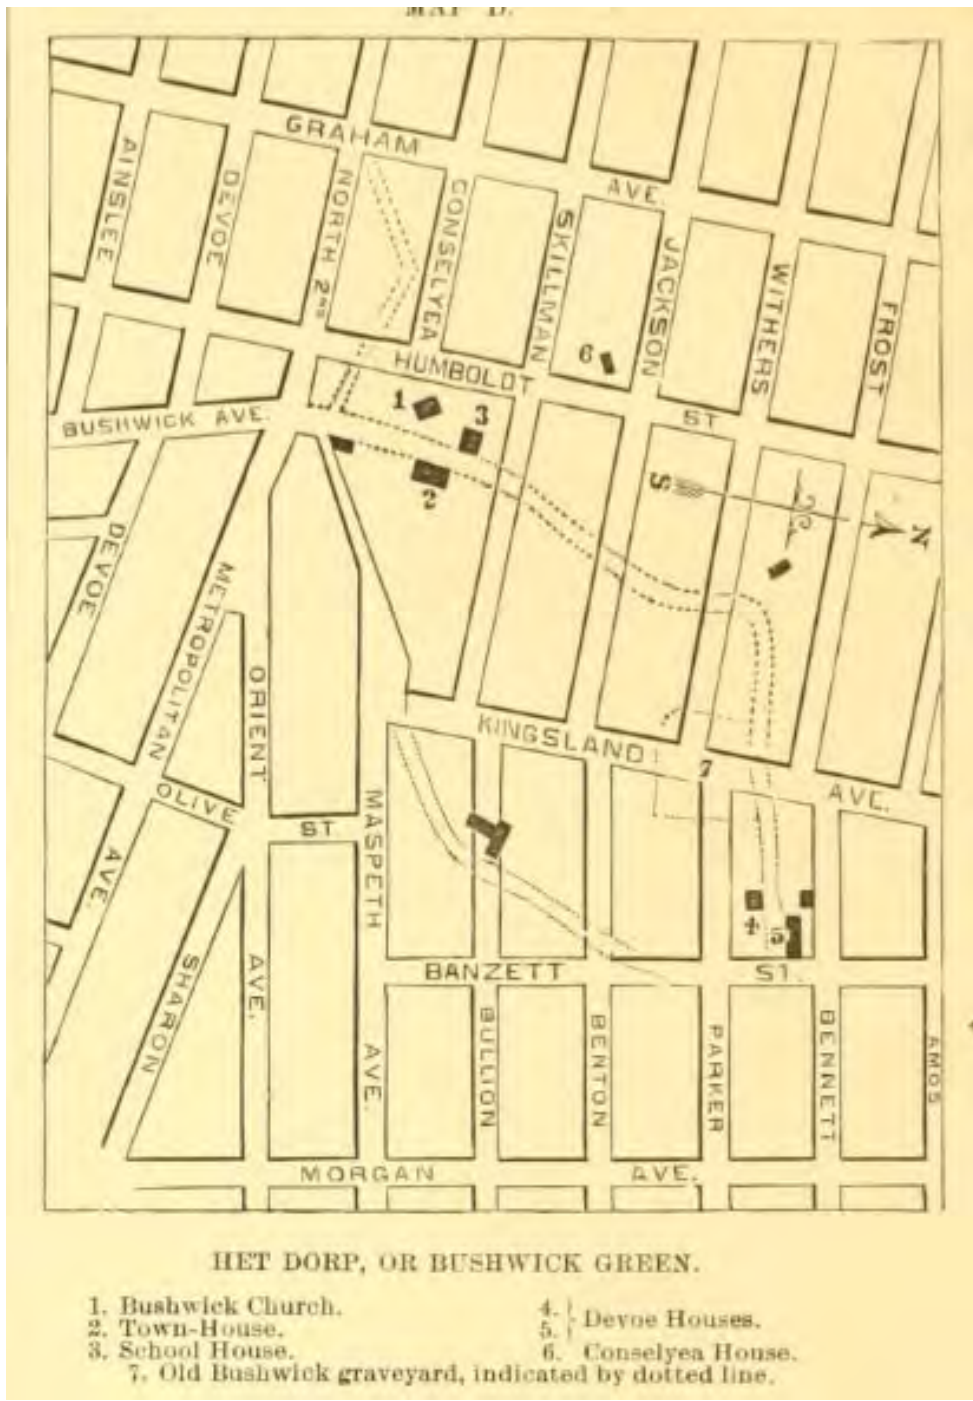 MAP D.
GRAHAM AVE.
AINSLEE
DEVOE
NORTH 2ND
CONSELYEA
SKILLMAN
JACKSON
WITHERS
FROST
HUMBOLDT ST
BUSHWICK AVE.
6
1
3
2
S
N
DEVOE
METROPOLITAN
ORIENT
KINGSLAND AVE.
7
OLIVE ST
MASPETH
AVE.
4
5
BANZETT ST.
SHARON
AVE.
AVE.
BULLION
BENTON
PARKER
BENNETT
AMOS
MORGAN AVE.
HET DORP, OR BUSHWICK GREEN.
1. Bushwick Church.
2. Town-House.
3. School House.
4. } Devoe Houses.
5. }
6. Conselyea House.
7. Old Bushwick graveyard, indicated by dotted line.